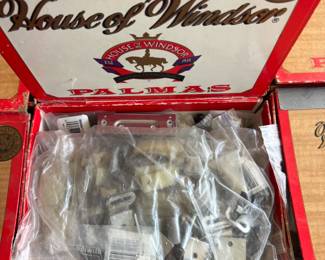 House of Windsor®
HOUSE OF WINDSOR
PALMAS